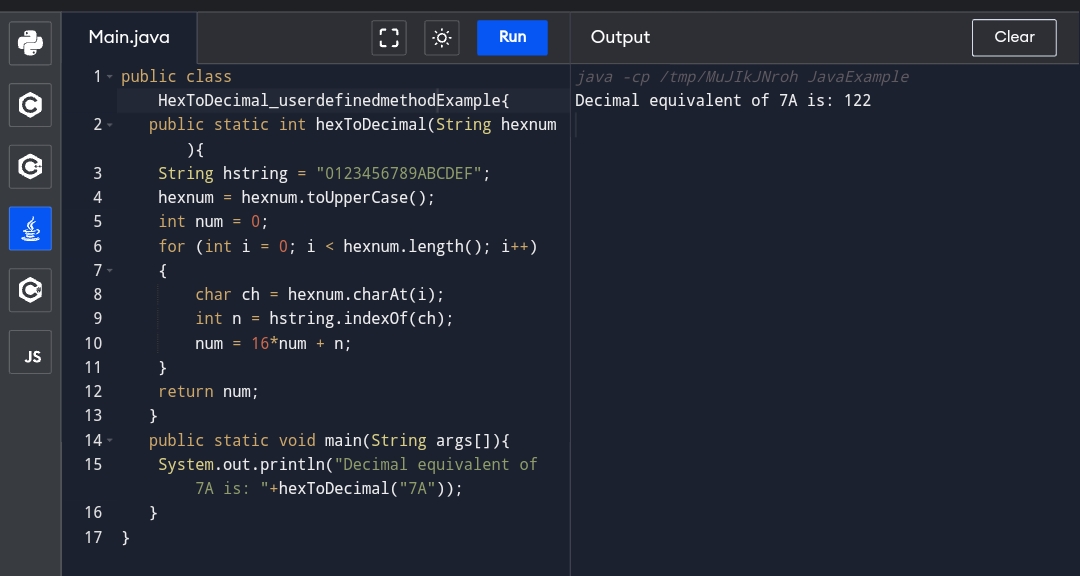 Main.java
Run
Output
Clear
JS
1 public class
HexToDecimal_userdefinedmethodExample{
2 public static int hexToDecimal(String hexnum
){
3 String hstring = "0123456789ABCDEF";
4 hexnum = hexnum.toUpperCase();
5 int num = 0;
6 for (int i = 0; i < hexnum.length(); i++)
7 {
8 char ch = hexnum.charAt(i);
9 int n = hstring.indexOf(ch);
10 num = 16*num + n;
11 }
12 return num;
13 }
14 public static void main(String args[]){
15 System.out.println("Decimal equivalent of
7A is: "+hexToDecimal("7A"));
16 }
17 }
java -cp /tmp/MuJIkJNroh JavaExample
Decimal equivalent of 7A is: 122